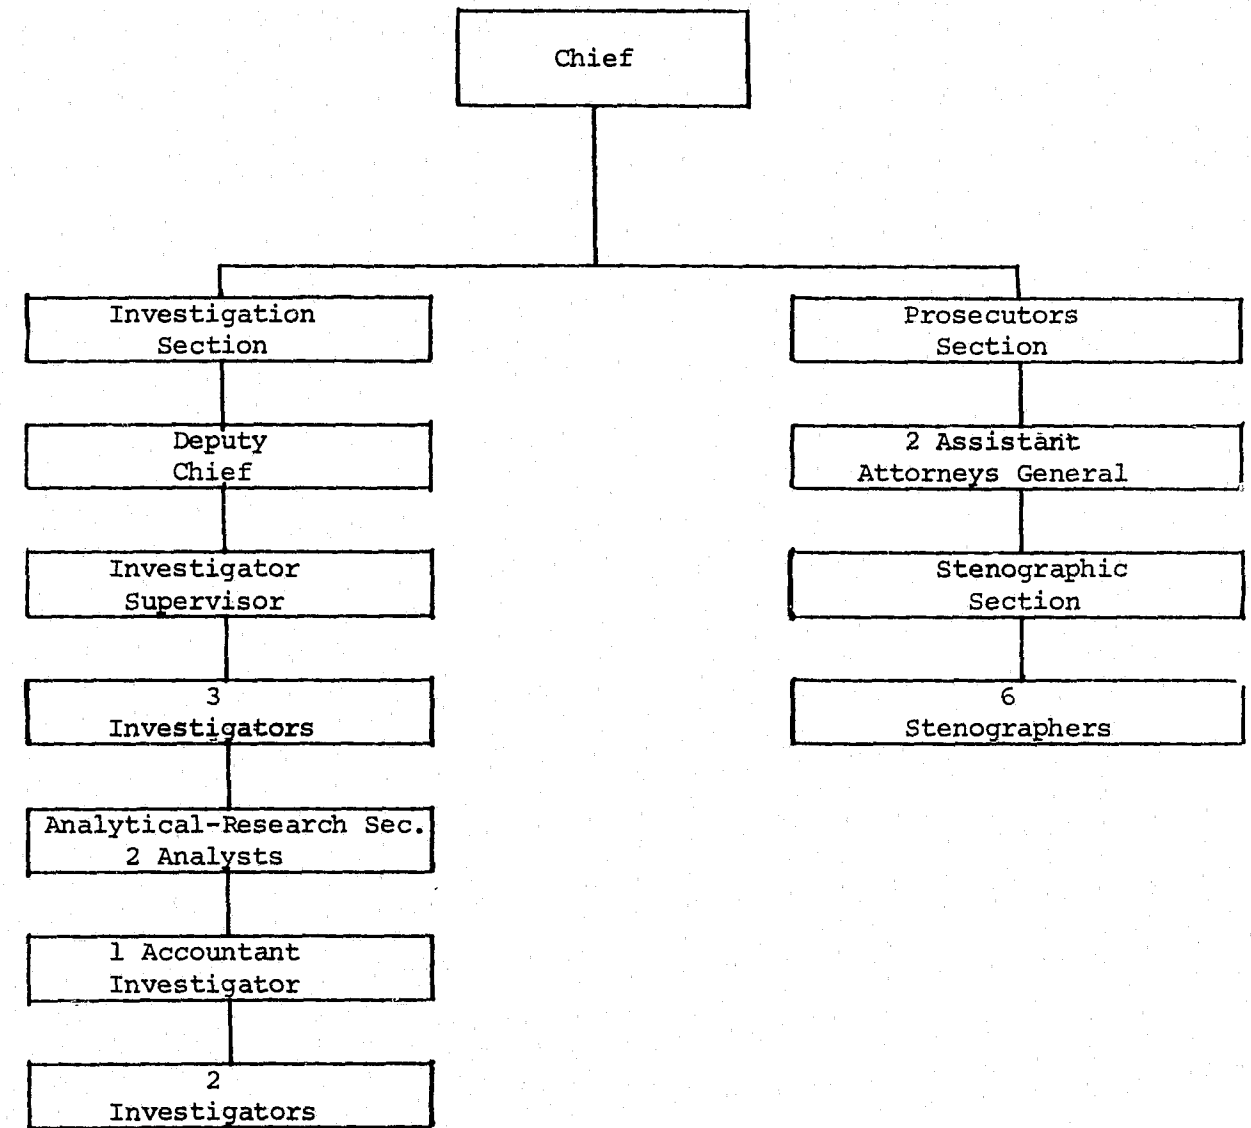 Chief
Investigation
Section
Deputy
Chief
Investigator
Supervisor
3
Investigators
Analytical-Research Sec.
2 Analysts
1 Accountant
Investigator
2
Investigators
Prosecutors
Section
2 Assistant
Attorneys General
Stenographic
Section
6
Stenographers